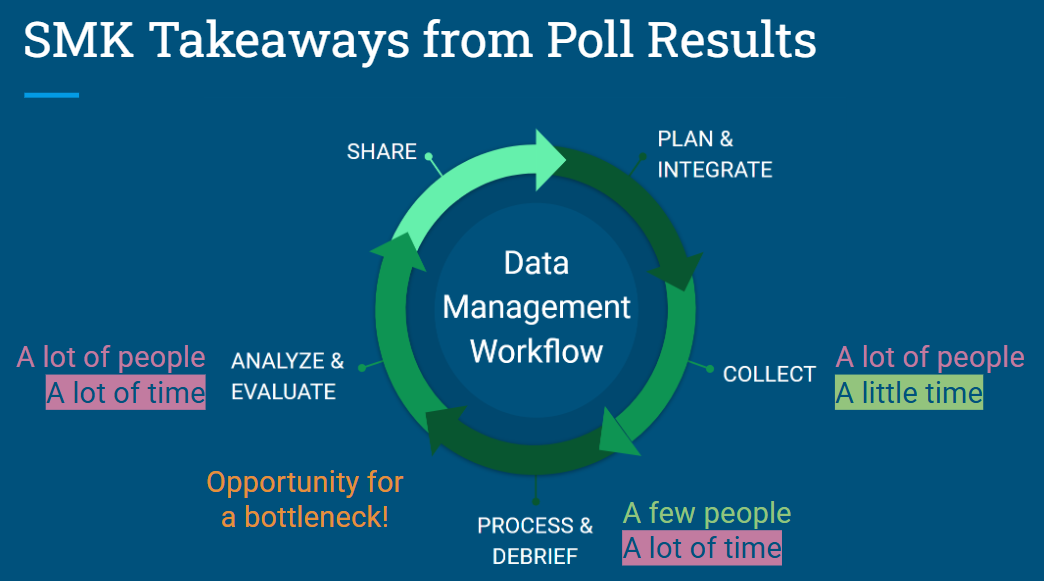 SMK Takeaways from Poll Results
SHARE
PLAN &
INTEGRATE
Data
Management
Workflow
A lot of people
A lot of time
ANALYZE &
EVALUATE
COLLECT
A lot of people
A little time
Opportunity for
a bottleneck!
PROCESS &
DEBRIEF
A few people
A lot of time